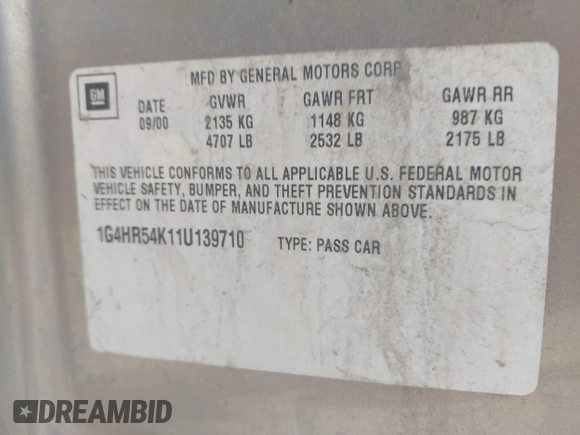 MFD BY GENERAL MOTORS CORP
GM
DATE GVWR GAWR FRT GAWR RR
09/00 2135 KG 1148 KG 987 KG
4707 LB 2532 LB 2175 LB
THIS VEHICLE CONFORMS TO ALL APPLICABLE U.S. FEDERAL MOTOR
VEHICLE SAFETY, BUMPER, AND THEFT PREVENTION STANDARDS IN
EFFECT ON THE DATE OF MANUFACTURE SHOWN ABOVE.
1G4HR54K11U139710 TYPE: PASS CAR
DREAMBID